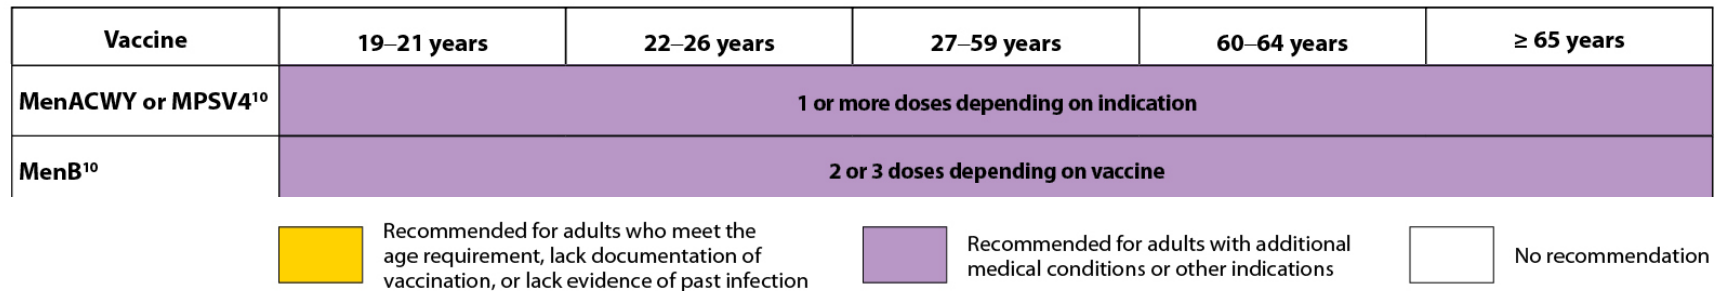 Vaccine 19–21 years 22–26 years 27–59 years 60–64 years ≥ 65 years
MenACWY or MPSV4¹⁰ 1 or more doses depending on indication
MenB¹⁰ 2 or 3 doses depending on vaccine
Recommended for adults who meet the
age requirement, lack documentation of
vaccination, or lack evidence of past infection
Recommended for adults with additional
medical conditions or other indications
No recommendation